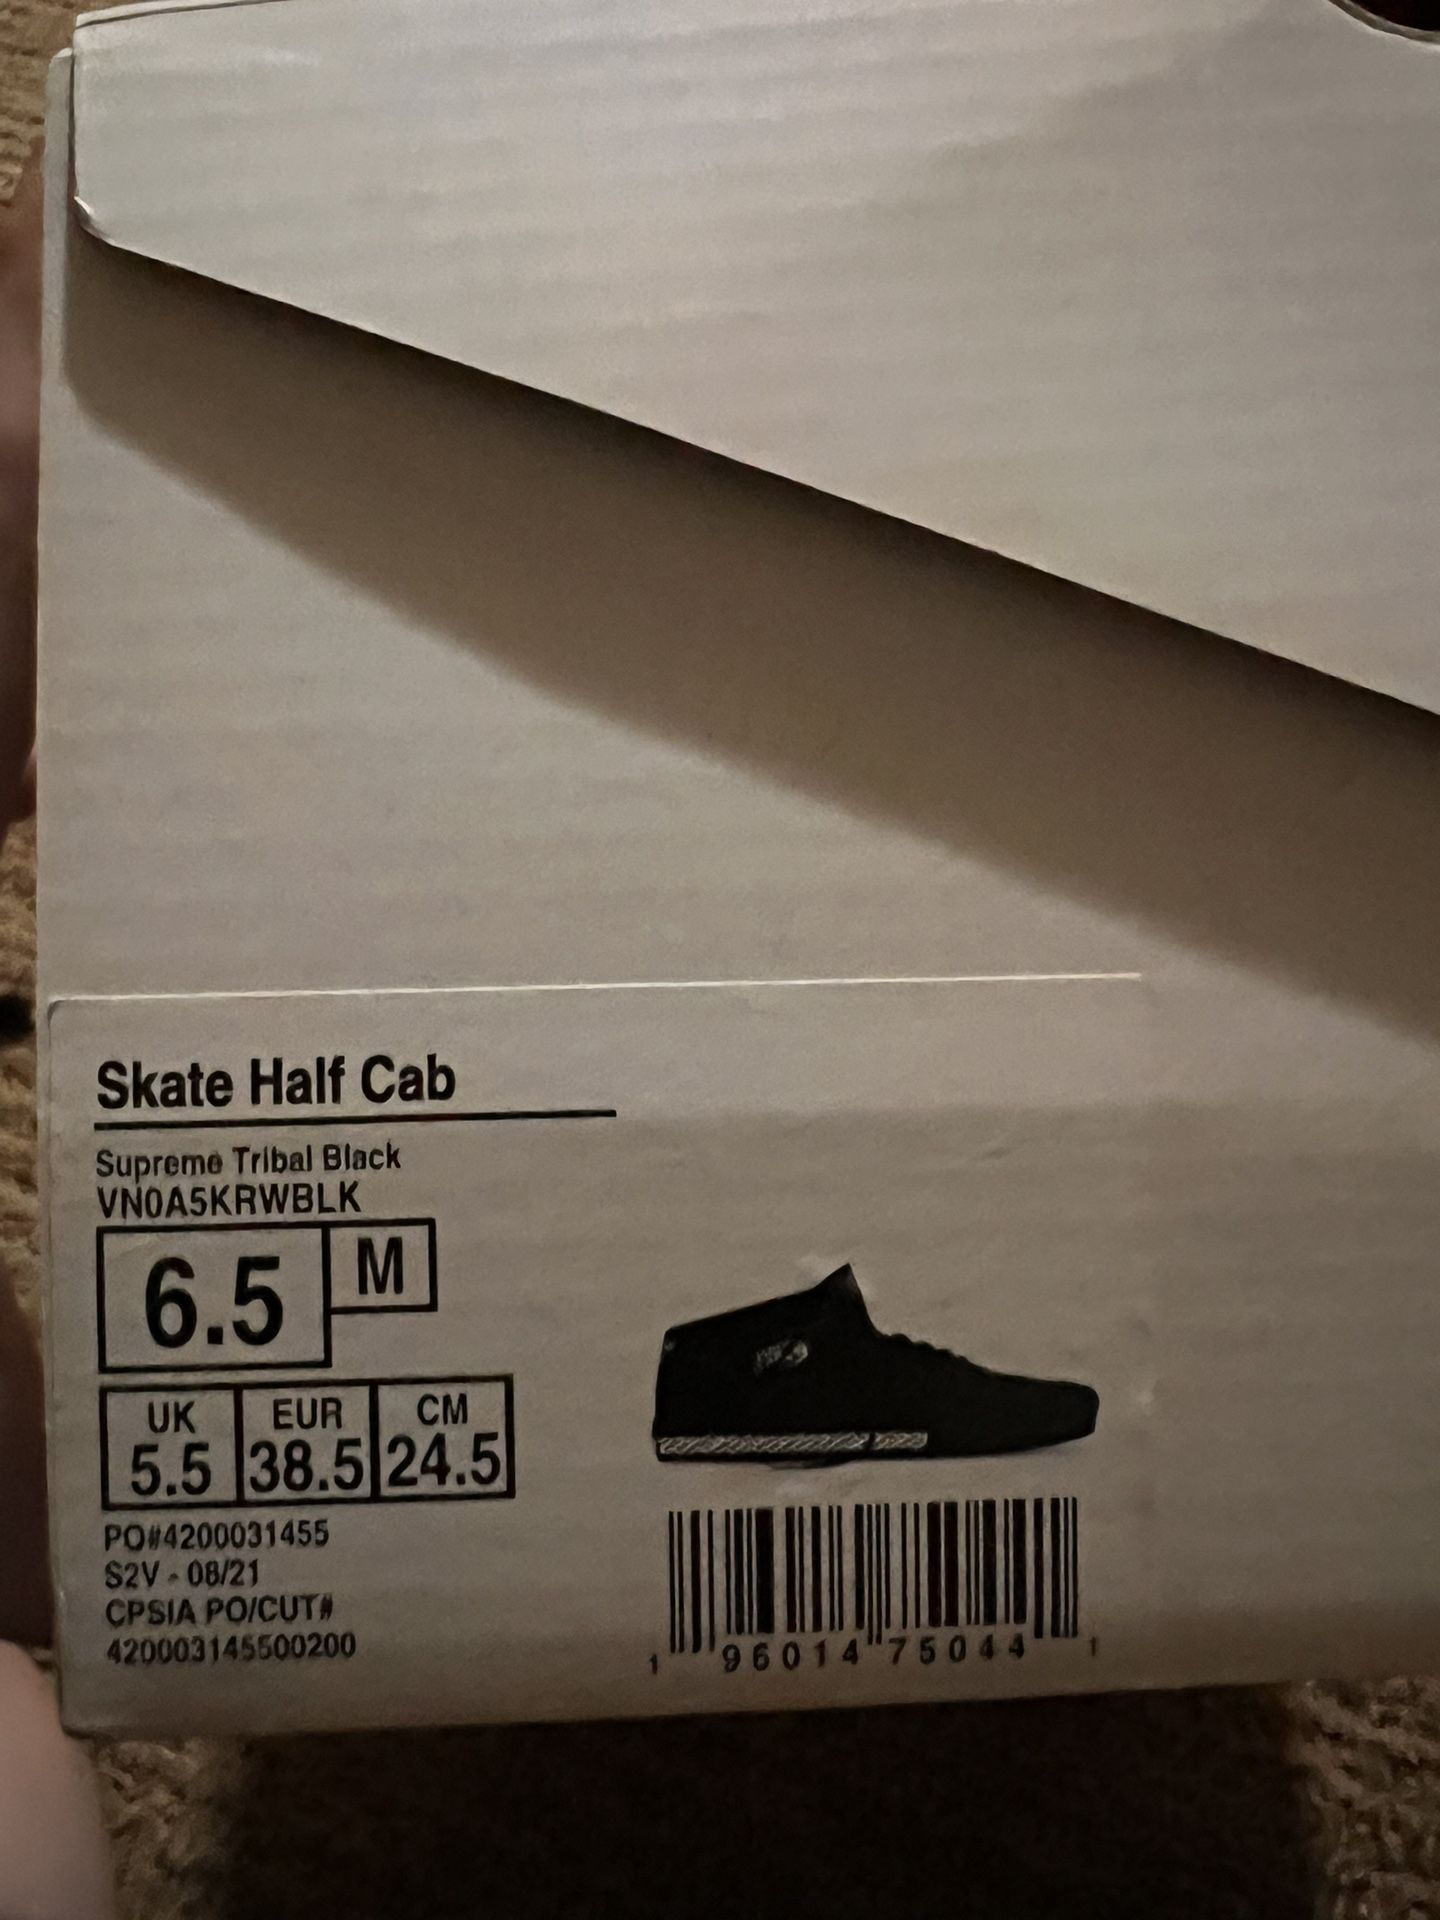 Skate Half Cab
Supreme Tribal Black
VN0A5KRWBLK
6.5 M
UK EUR CM
5.5 38.5 24.5
PO#4200031455
S2V - 08/21
CPSIA PO/CUT#
420003145500200
1 96014 75044 1